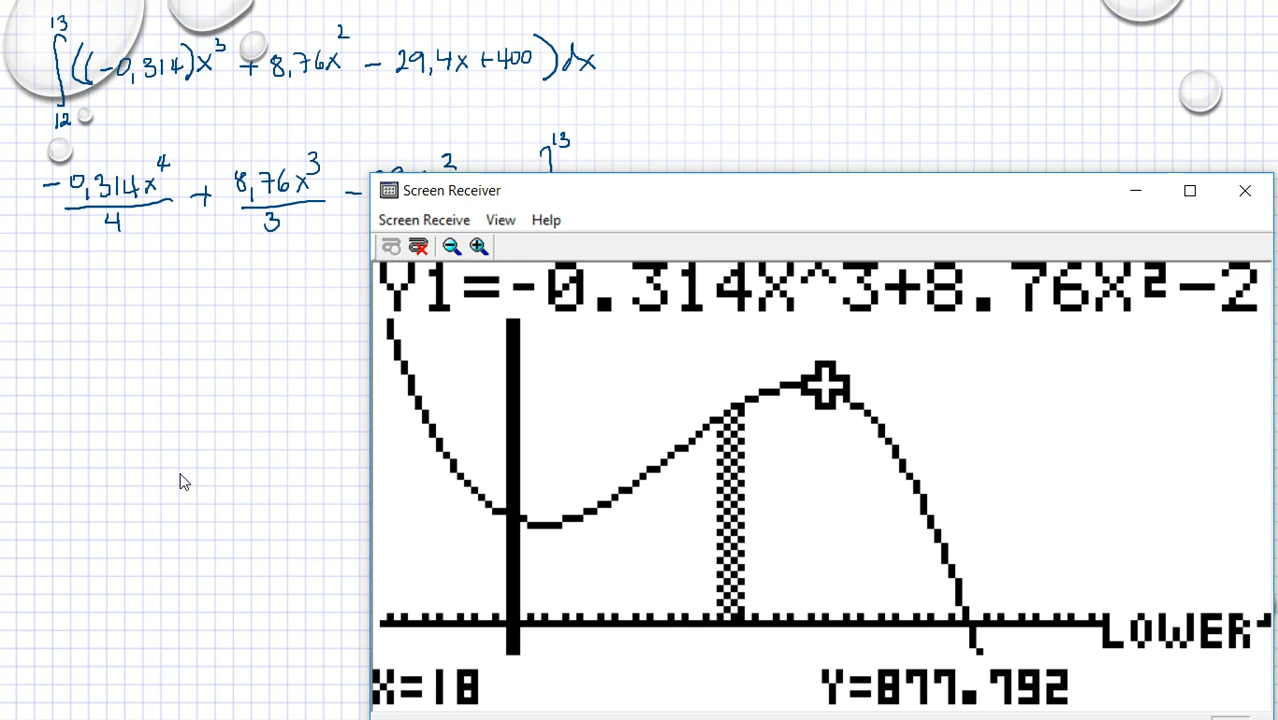 13
∫ ((-0,314)x³ + 8,76x² - 29,4x + 400) dx
12
-0,314x⁴/4 + 8,76x³/3 - ² ]¹³
Screen Receiver
Screen Receive View Help
Y1=-0.314X^3+8.76X²-2
LOWER
X=18 Y=877.792